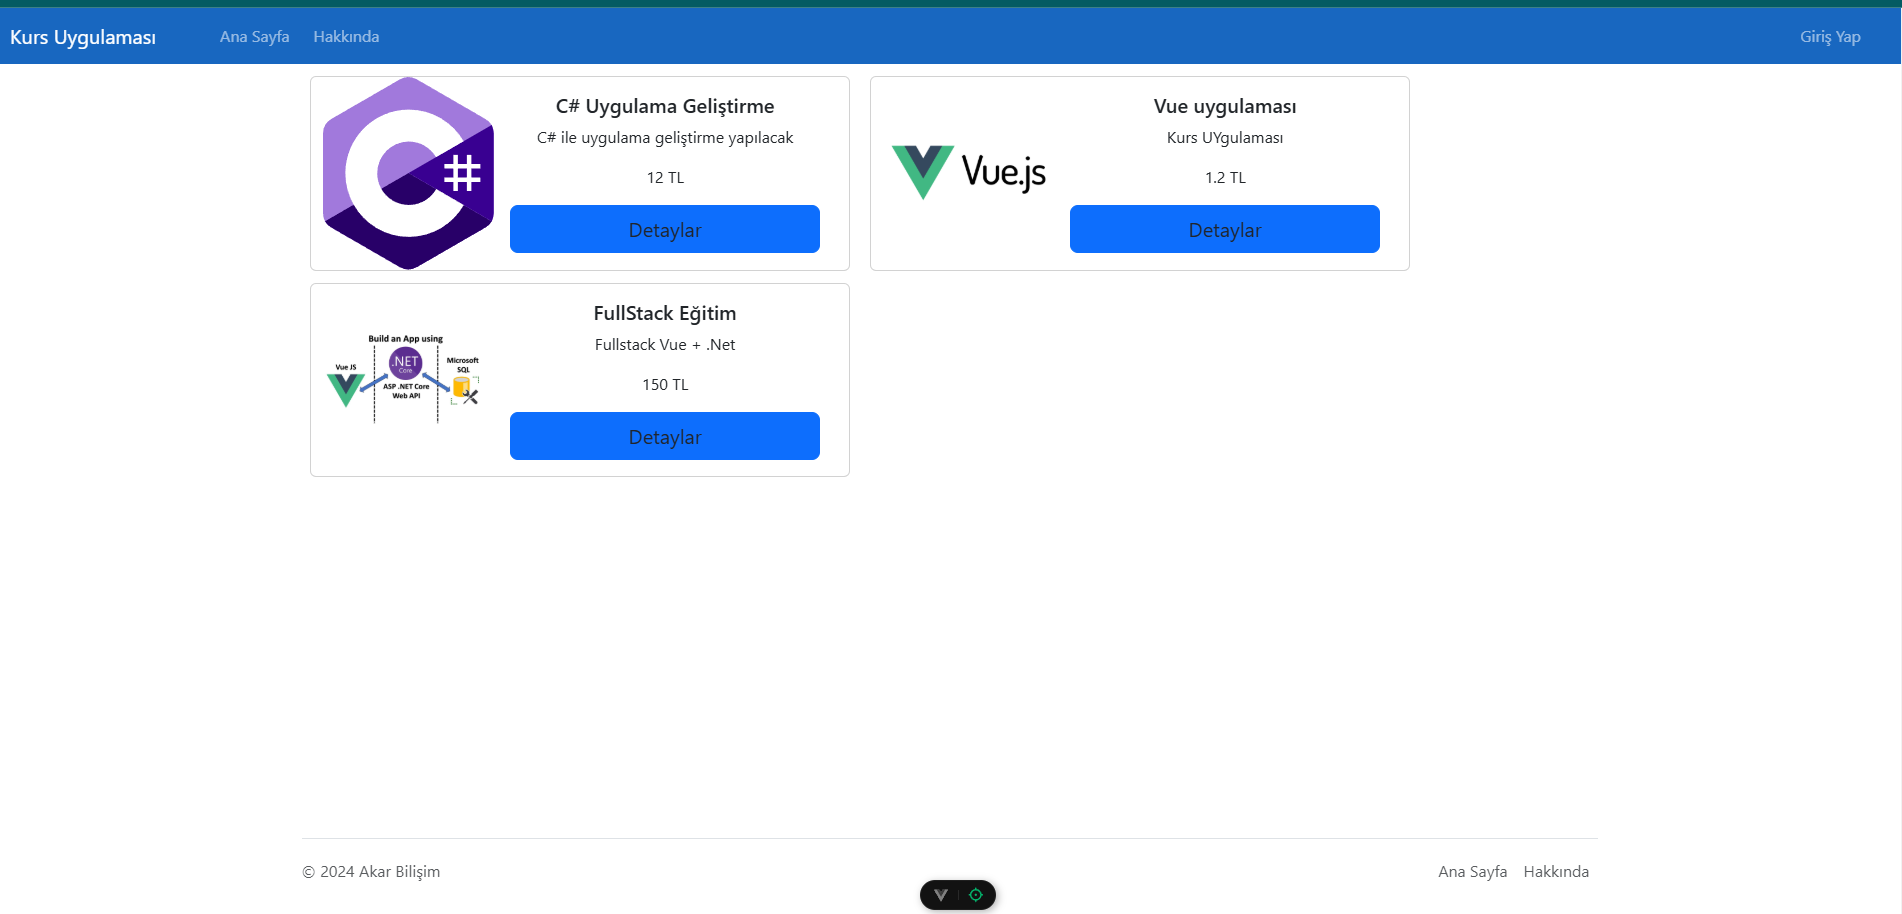 Kurs Uygulaması Ana Sayfa Hakkında Giriş Yap
C# Uygulama Geliştirme
C# ile uygulama geliştirme yapılacak
12 TL
Detaylar
Vue.js
Vue uygulaması
Kurs UYgulaması
1.2 TL
Detaylar
Build an App using
Vue JS
.NET
Core
ASP .NET Core
Web API
Microsoft
SQL
FullStack Eğitim
Fullstack Vue + .Net
150 TL
Detaylar
© 2024 Akar Bilişim Ana Sayfa Hakkında